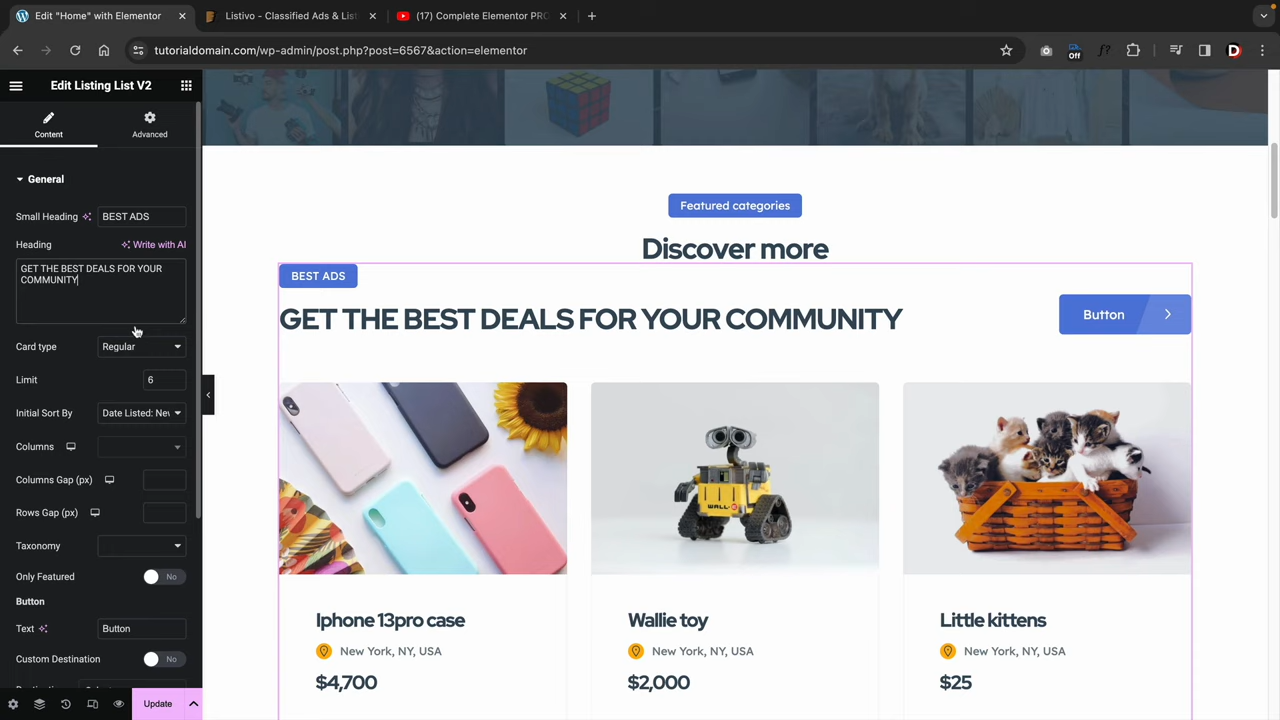 Edit "Home" with Elementor
Listivo - Classified Ads & List
(17) Complete Elementor PRO
tutorialdomain.com/wp-admin/post.php?post=6567&action=elementor
Off
f?
D
Edit Listing List V2
Content
Advanced
General
Small Heading
BEST ADS
Heading
Write with AI
GET THE BEST DEALS FOR YOUR
COMMUNITY
Card type
Regular
Limit
6
Initial Sort By
Date Listed: New
Columns
Columns Gap (px)
Rows Gap (px)
Taxonomy
Only Featured
No
Button
Text
Button
Custom Destination
No
Update
Featured categories
Discover more
BEST ADS
GET THE BEST DEALS FOR YOUR COMMUNITY
Button
WALL·E
Iphone 13pro case
New York, NY, USA
$4,700
Wallie toy
New York, NY, USA
$2,000
Little kittens
New York, NY, USA
$25